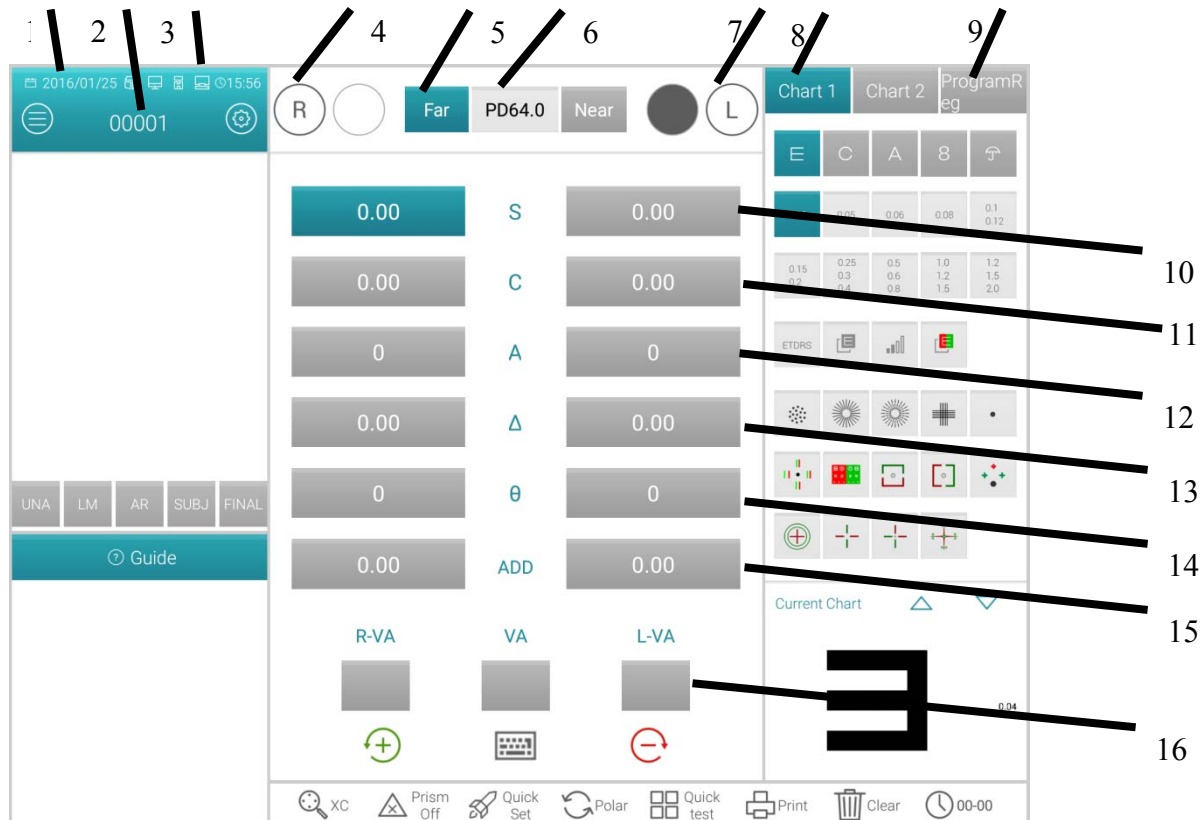 1 2 3 4 5 6 7 8 9
2016/01/25 15:56
00001
R Far PD64.0 Near L
Chart 1 Chart 2 ProgramReg
E C A 8
0.05 0.06 0.08 0.1 0.12
0.15 0.2 0.25 0.3 0.4 0.5 0.6 0.8 1.0 1.2 1.5 1.2 1.5 2.0
ETDRS
0.00 S 0.00
10
0.00 C 0.00
11
0 A 0
12
0.00 Δ 0.00
13
0 θ 0
14
0.00 ADD 0.00
15
UNA LM AR SUBJ FINAL
Guide
R-VA VA L-VA
16
Current Chart
0.04
XC
Prism Off
Quick Set
Polar
Quick test
Print
Clear
00-00